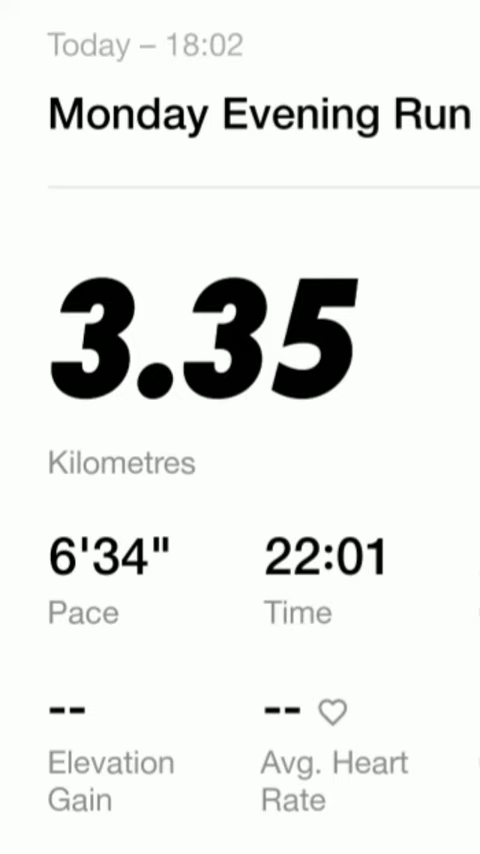 Today – 18:02
Monday Evening Run
3.35
Kilometres
6'34" 22:01
Pace Time
-- --
Elevation Avg. Heart
Gain Rate